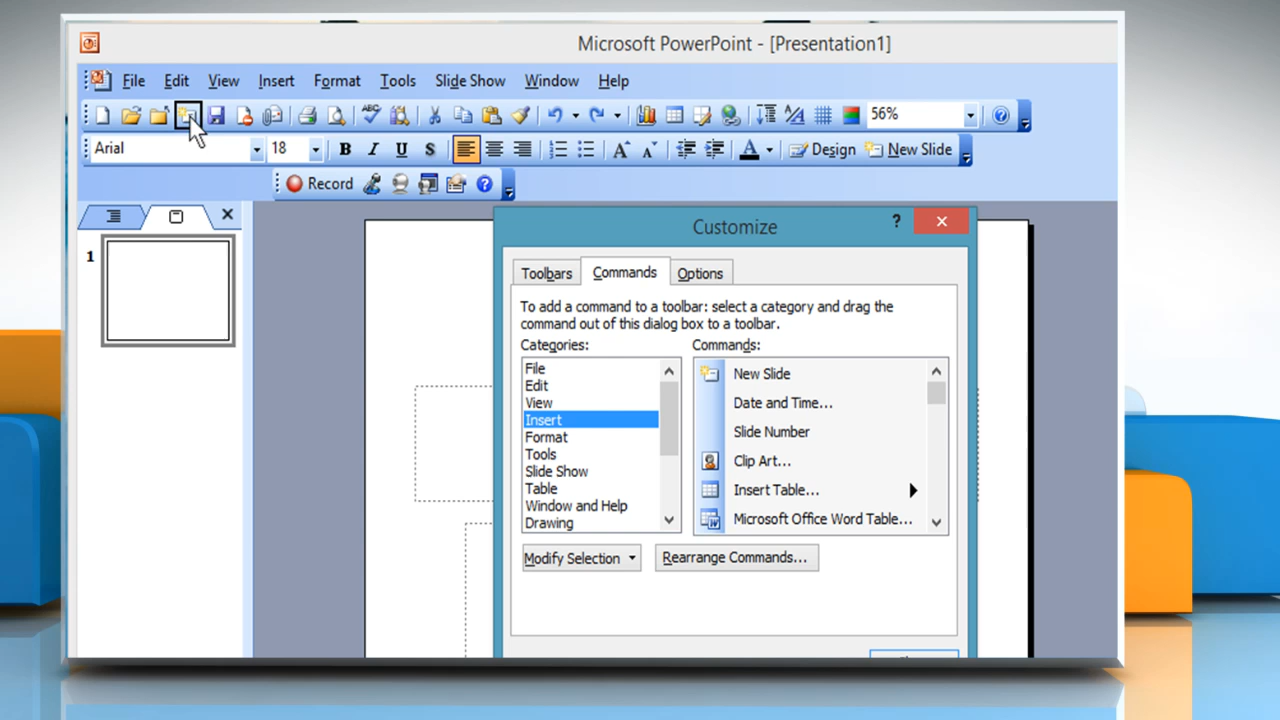 Microsoft PowerPoint - [Presentation1]
File Edit View Insert Format Tools Slide Show Window Help
ABC 56%
Arial 18 B I U S A A A Design New Slide
Record
Customize
Toolbars Commands Options
1
To add a command to a toolbar: select a category and drag the
command out of this dialog box to a toolbar.
Categories: Commands:
File
Edit
View
Insert
Format
Tools
Slide Show
Table
Window and Help
Drawing
New Slide
Date and Time...
Slide Number
Clip Art...
Insert Table...
Microsoft Office Word Table...
Modify Selection Rearrange Commands...